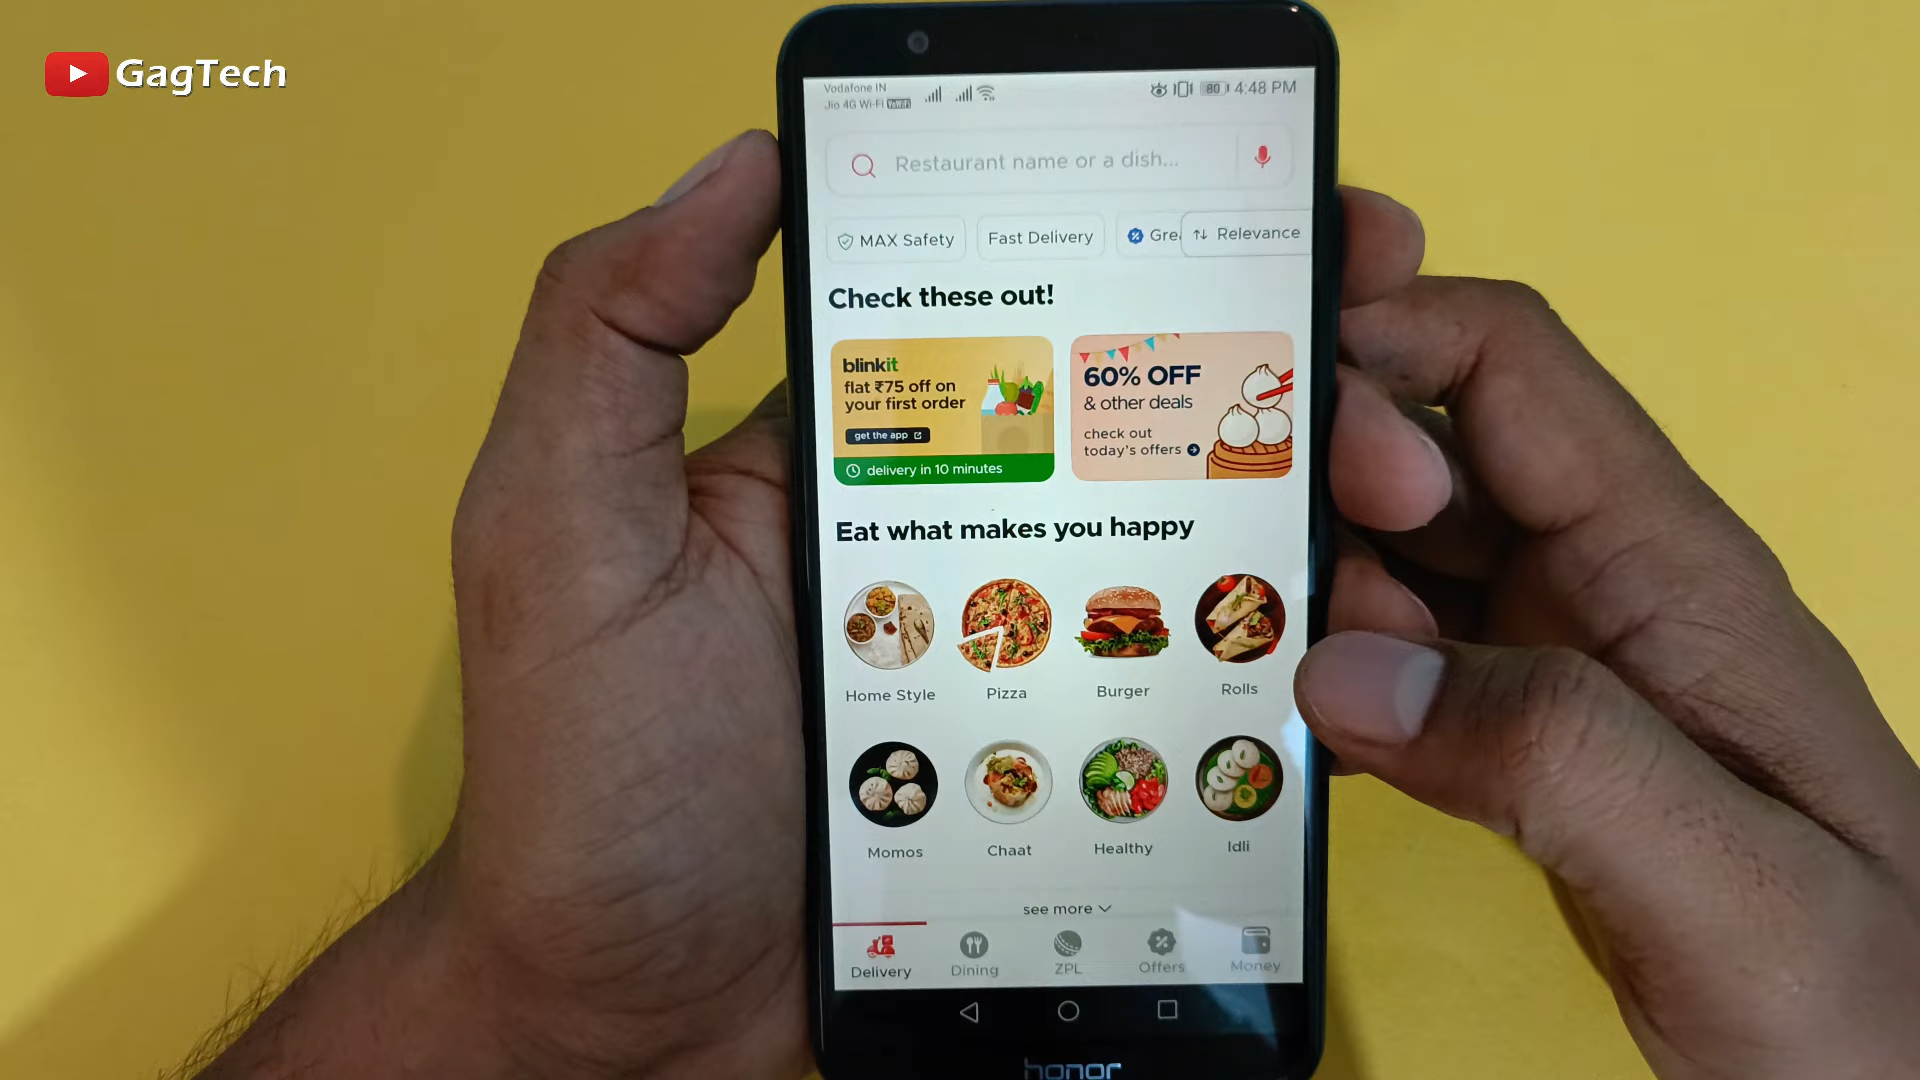 GagTech
Vodafone IN
Jio 4G Wi-Fi VoWiFi
80 4:48 PM
Restaurant name or a dish...
MAX Safety
Fast Delivery
Gre
Relevance
Check these out!
blinkit
flat ₹75 off on
your first order
get the app
delivery in 10 minutes
60% OFF
& other deals
check out
today's offers
Eat what makes you happy
Home Style
Pizza
Burger
Rolls
Momos
Chaat
Healthy
Idli
see more
Delivery
Dining
ZPL
Offers
Money
honor